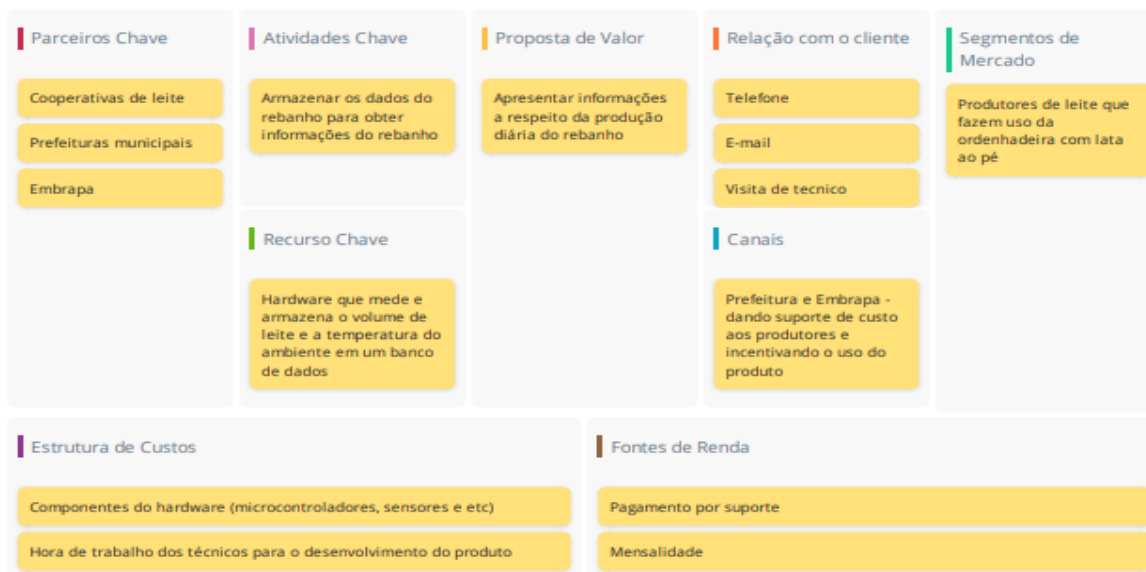 Parceiros Chave
Cooperativas de leite
Prefeituras municipais
Embrapa
Atividades Chave
Armazenar os dados do
rebanho para obter
informações do rebanho
Recurso Chave
Hardware que mede e
armazena o volume de
leite e a temperatura do
ambiente em um banco
de dados
Proposta de Valor
Apresentar informações
a respeito da produção
diária do rebanho
Relação com o cliente
Telefone
E-mail
Visita de tecnico
Canais
Prefeitura e Embrapa -
dando suporte de custo
aos produtores e
incentivando o uso do
produto
Segmentos de
Mercado
Produtores de leite que
fazem uso da
ordenhadeira com lata
ao pé
Estrutura de Custos
Componentes do hardware (microcontroladores, sensores e etc)
Hora de trabalho dos técnicos para o desenvolvimento do produto
Fontes de Renda
Pagamento por suporte
Mensalidade